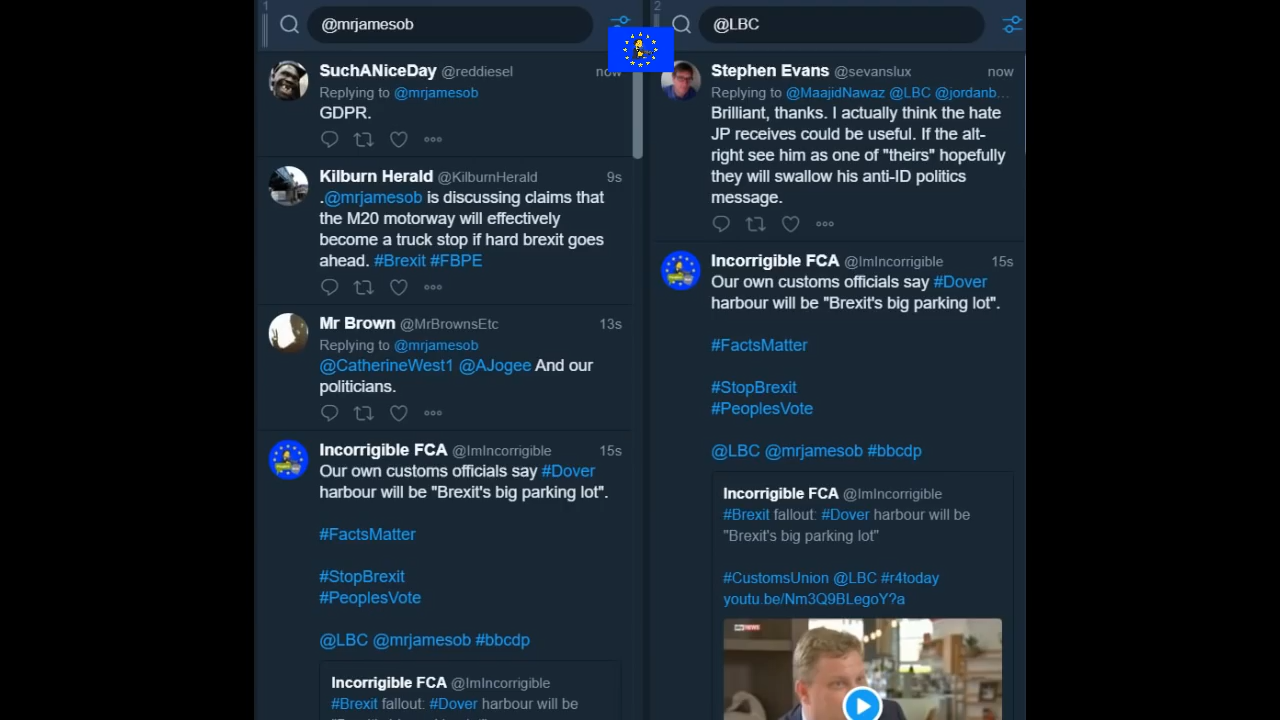 1
@mrjamesob
SuchANiceDay @reddiesel now
Replying to @mrjamesob
GDPR.
Kilburn Herald @KilburnHerald 9s
.@mrjamesob is discussing claims that
the M20 motorway will effectively
become a truck stop if hard brexit goes
ahead. #Brexit #FBPE
Mr Brown @MrBrownsEtc 13s
Replying to @mrjamesob
@CatherineWest1 @AJogee And our
politicians.
Incorrigible FCA @ImIncorrigible 15s
Our own customs officials say #Dover
harbour will be "Brexit's big parking lot".
#FactsMatter
#StopBrexit
#PeoplesVote
@LBC @mrjamesob #bbcdp
Incorrigible FCA @ImIncorrigible
#Brexit fallout: #Dover harbour will be
2
@LBC
Stephen Evans @sevanslux now
Replying to @MaajidNawaz @LBC @jordanb...
Brilliant, thanks. I actually think the hate
JP receives could be useful. If the alt-
right see him as one of "theirs" hopefully
they will swallow his anti-ID politics
message.
Incorrigible FCA @ImIncorrigible 15s
Our own customs officials say #Dover
harbour will be "Brexit's big parking lot".
#FactsMatter
#StopBrexit
#PeoplesVote
@LBC @mrjamesob #bbcdp
Incorrigible FCA @ImIncorrigible
#Brexit fallout: #Dover harbour will be
"Brexit's big parking lot"
#CustomsUnion @LBC #r4today
youtu.be/Nm3Q9BLegoY?a